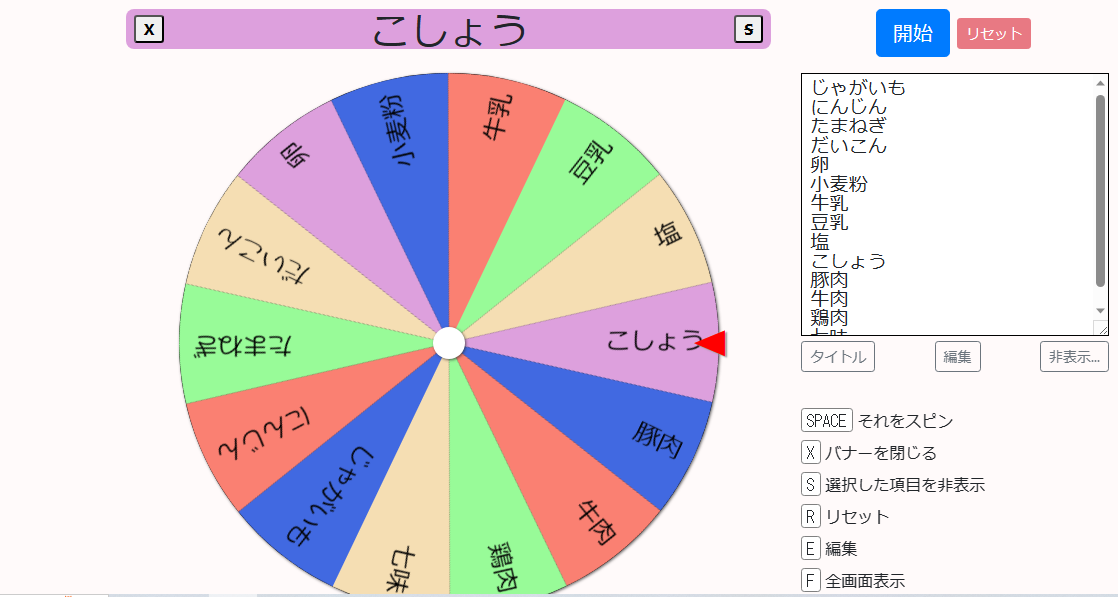 X
こしょう
S
開始
リセット
じゃがいも
にんじん
たまねぎ
だいこん
卵
小麦粉
牛乳
豆乳
塩
こしょう
豚肉
牛肉
鶏肉
七味
タイトル
編集
非表示...
SPACE それをスピン
X バナーを閉じる
S 選択した項目を非表示
R リセット
E 編集
F 全画面表示
小麦粉
牛乳
豆乳
塩
こしょう
豚肉
牛肉
鶏肉
七味
じゃがいも
にんじん
たまねぎ
だいこん
卵